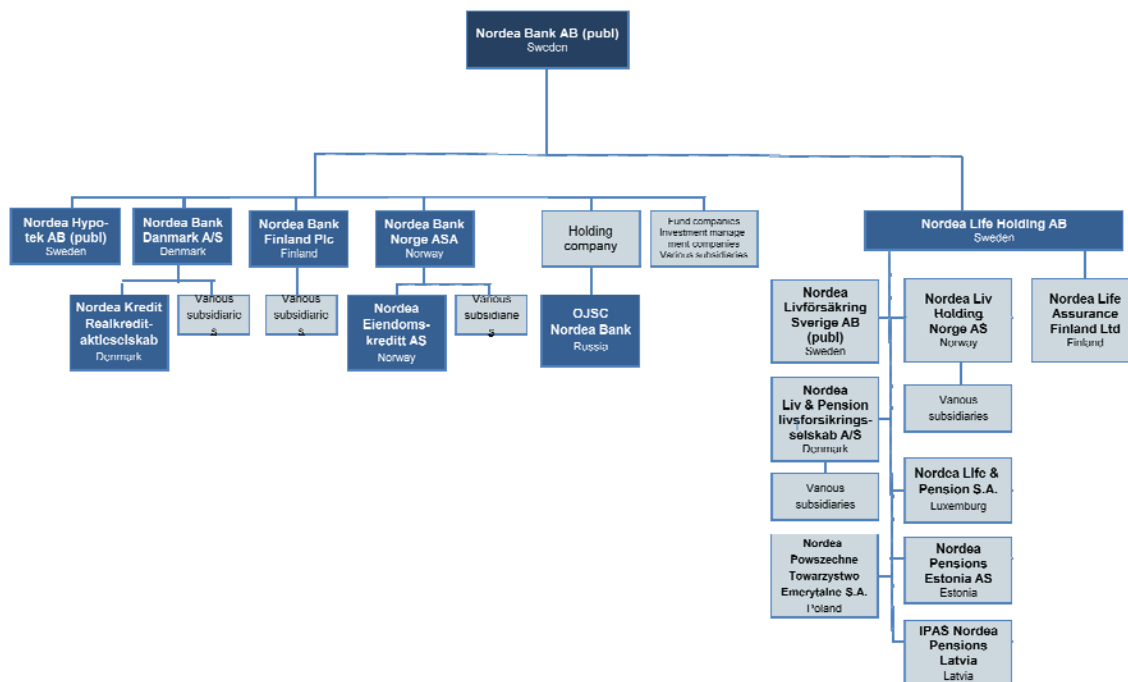 Nordea Bank AB (publ)
Sweden
Nordea Hypo-
tek AB (publ)
Sweden
Nordea Bank
Danmark A/S
Denmark
Nordea Bank
Finland Plc
Finland
Nordea Bank
Norge ASA
Norway
Holding
company
Fund companies
Investment manage
ment companies
Various subsidiaries
Nordea Life Holding AB
Sweden
Nordea Kredit
Realkredit-
aktieselskab
Denmark
Various
subsidiaries
Various
subsidiaries
Nordea
Eiendoms-
kreditt AS
Norway
Various
subsidiaries
OJSC
Nordea Bank
Russia
Nordea
Livförsäkring
Sverige AB
(publ)
Sweden
Nordea Liv
Holding
Norge AS
Norway
Nordea Life
Assurance
Finland Ltd
Finland
Nordea
Liv & Pension
livsforsikrings-
selskab A/S
Denmark
Various
subsidiaries
Various
subsidiaries
Nordea Life &
Pension S.A.
Luxemburg
Nordea
Powszechne
Towarzystwo
Emerytalne S.A.
Poland
Nordea
Pensions
Estonia AS
Estonia
IPAS Nordea
Pensions
Latvia
Latvia